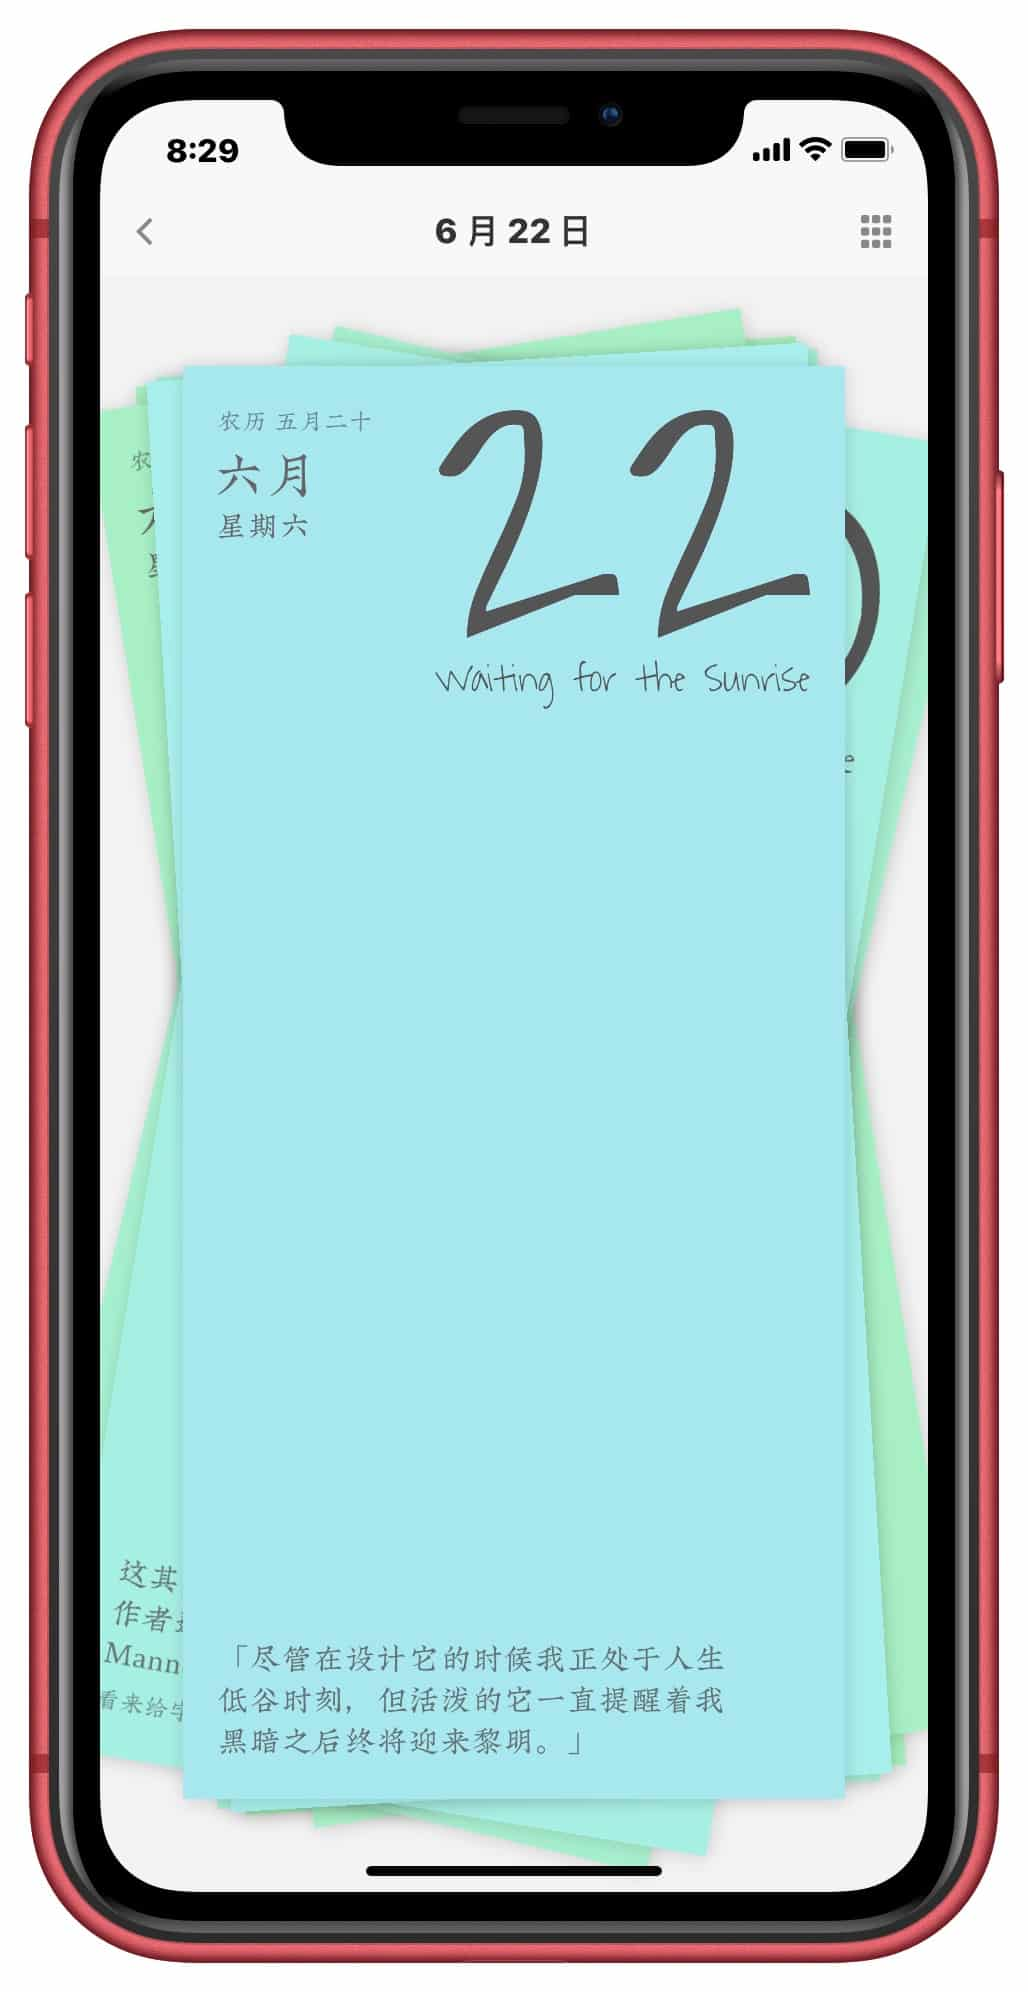 8:29
6 月 22 日
农历 五月二十
六月
星期六
22
Waiting for the Sunrise
农
星
e
这其
作者
Mann
看来给字
「尽管在设计它的时候我正处于人生
低谷时刻，但活泼的它一直提醒着我
黑暗之后终将迎来黎明。」